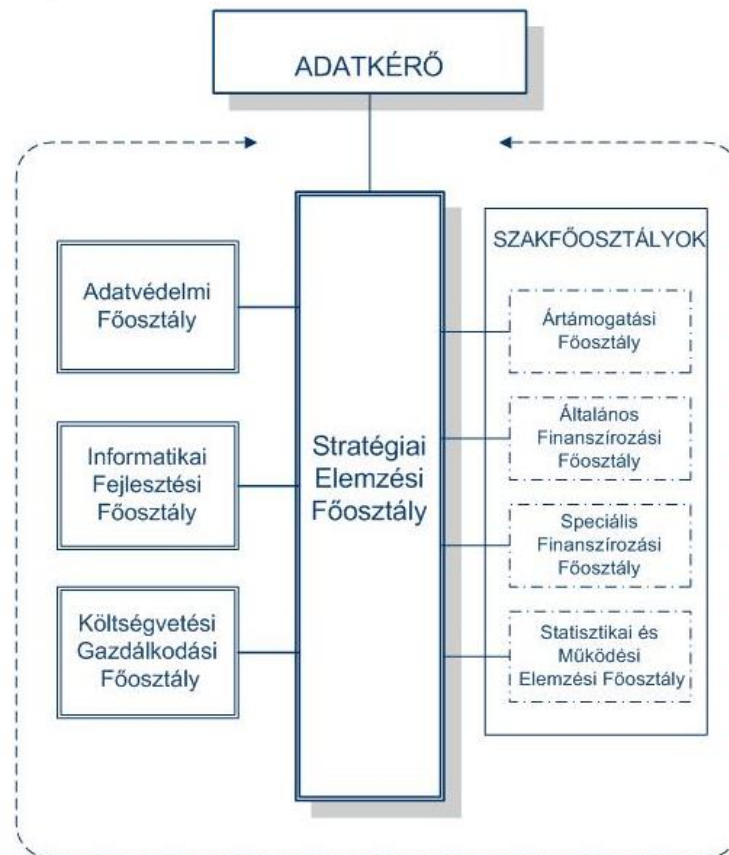 ADATKÉRŐ
Adatvédelmi
Főosztály
Informatikai
Fejlesztési
Főosztály
Költségvetési
Gazdálkodási
Főosztály
Stratégiai
Elemzési
Főosztály
SZAKFŐOSZTÁLYOK
Ártámogatási
Főosztály
Általános
Finanszírozási
Főosztály
Speciális
Finanszírozási
Főosztály
Statisztikai és
Működési
Elemzési Főosztály